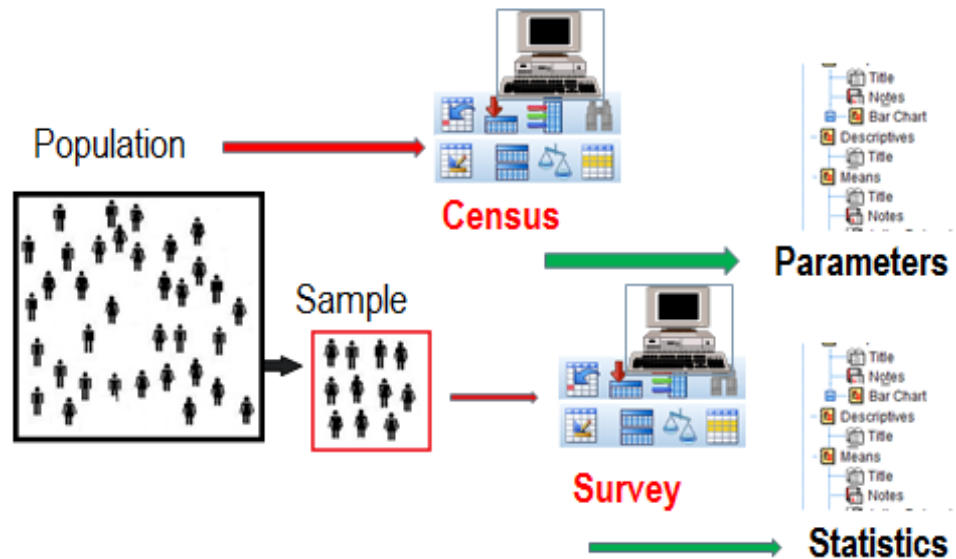 Title
Notes
Bar Chart
Descriptives
Title
Means
Title
Notes
Population
Census
Parameters
Sample
Title
Notes
Bar Chart
Descriptives
Title
Means
Title
Notes
Survey
Statistics